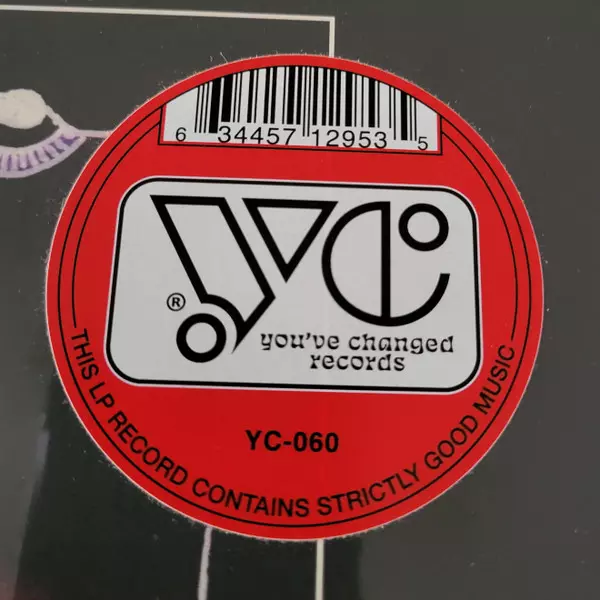 6 34457 12953 5
yc
®
you've changed
records
YC-060
THIS LP RECORD CONTAINS STRICTLY GOOD MUSIC